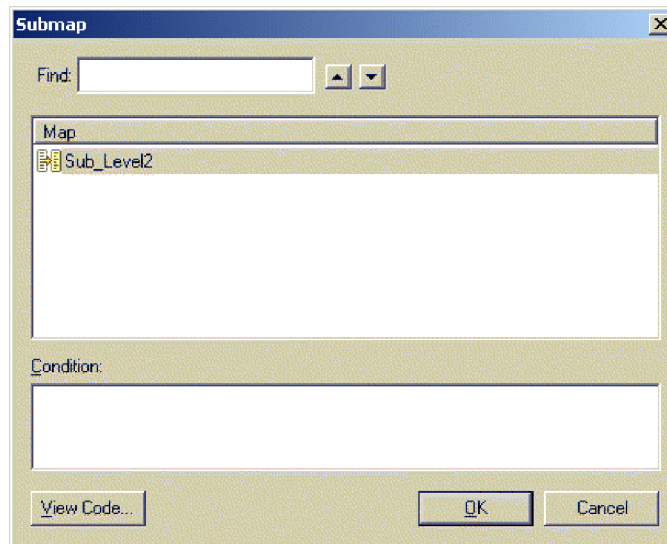 Submap
Find:
Map
Sub_Level2
Condition:
View Code... OK Cancel